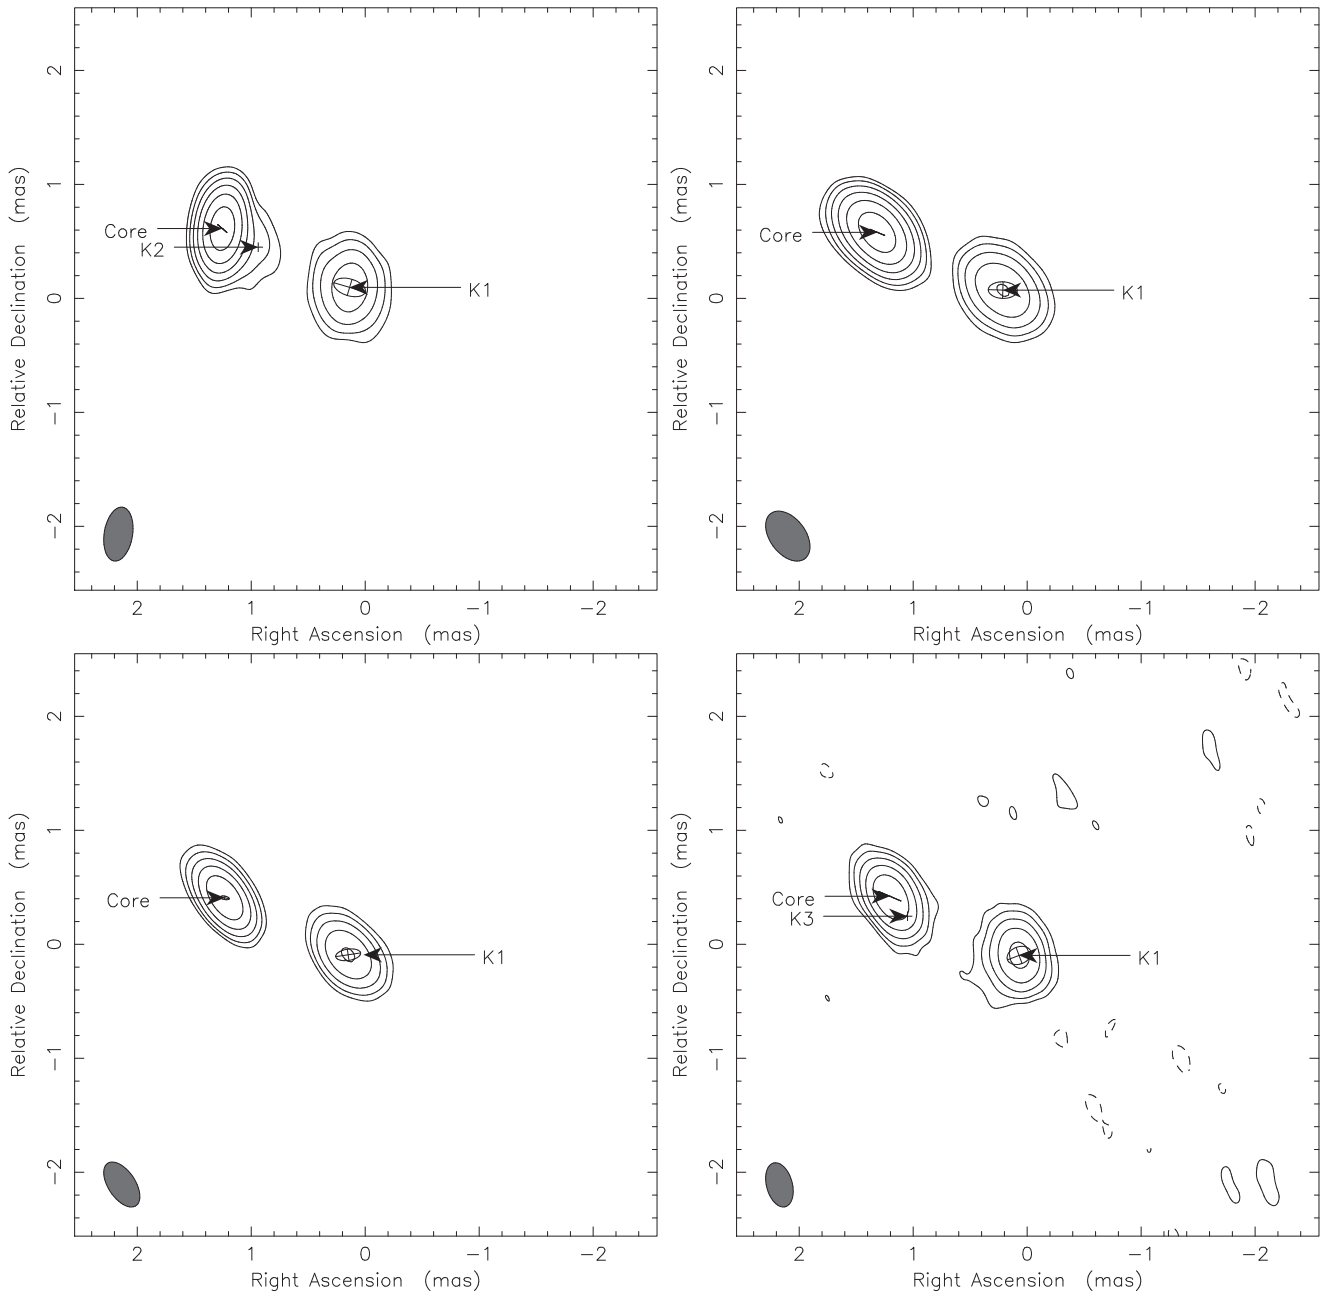 2
1
0
−1
−2
Relative Declination (mas)
Core
K2
K1
2 1 0 −1 −2
Right Ascension (mas)
2
1
0
−1
−2
Relative Declination (mas)
Core
K1
2 1 0 −1 −2
Right Ascension (mas)
2
1
0
−1
−2
Relative Declination (mas)
Core
K1
2 1 0 −1 −2
Right Ascension (mas)
2
1
0
−1
−2
Relative Declination (mas)
Core
K3
K1
2 1 0 −1 −2
Right Ascension (mas)